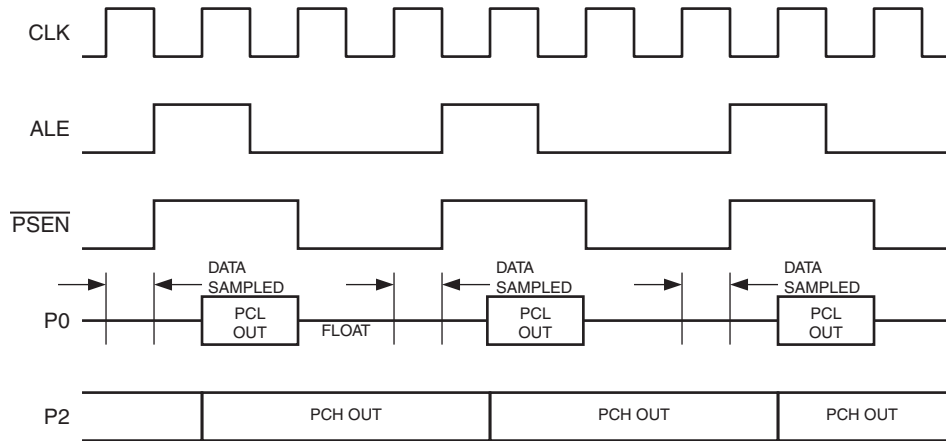 CLK
ALE
PSEN
DATA
SAMPLED
DATA
SAMPLED
DATA
SAMPLED
P0
PCL
OUT
FLOAT
PCL
OUT
PCL
OUT
P2
PCH OUT
PCH OUT
PCH OUT